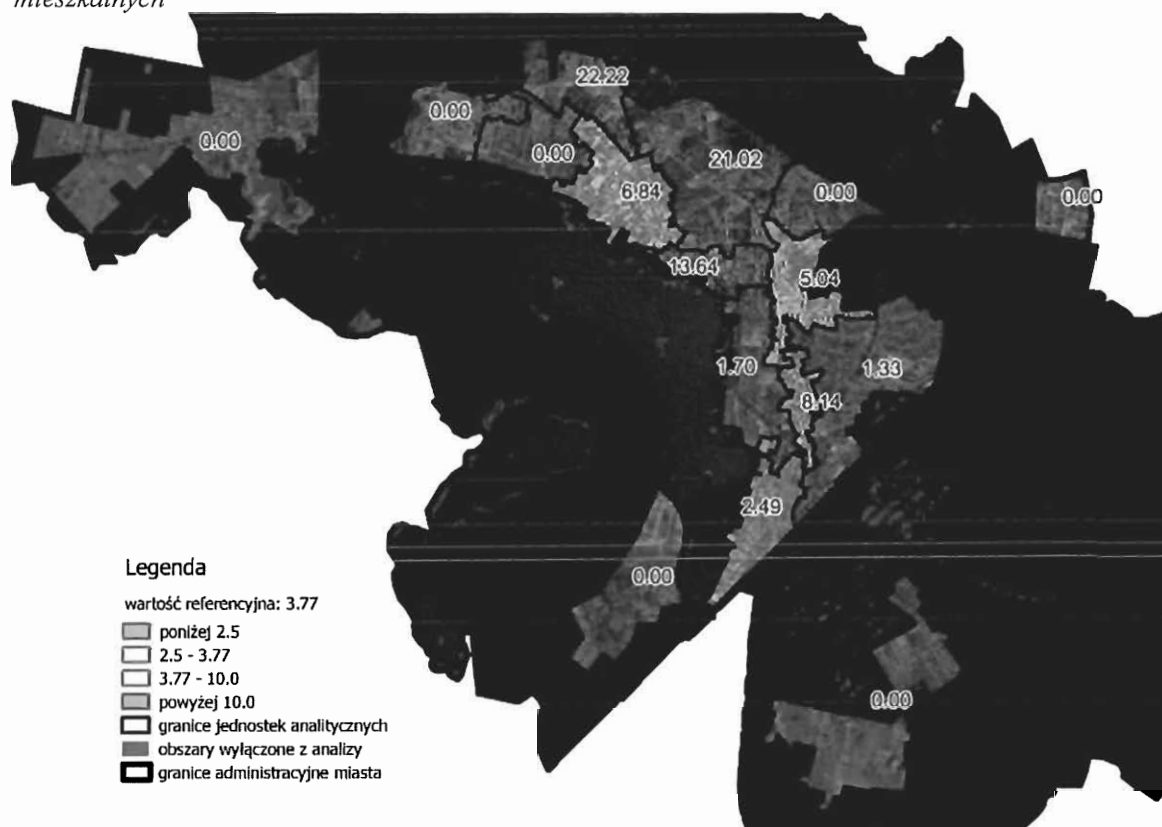 mieszkalnych
22.22
0.00
0.00
0.00
21.02
6.84
0.00
0.00
13.64
5.04
1.70
1.33
8.14
2.49
0.00
0.00
Legenda
wartość referencyjna: 3.77
poniżej 2.5
2.5 - 3.77
3.77 - 10.0
powyżej 10.0
granice jednostek analitycznych
obszary wyłączone z analizy
granice administracyjne miasta